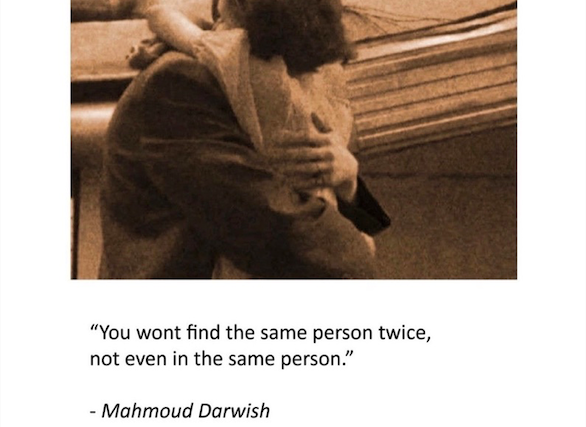 “You wont find the same person twice,
not even in the same person.”
- Mahmoud Darwish